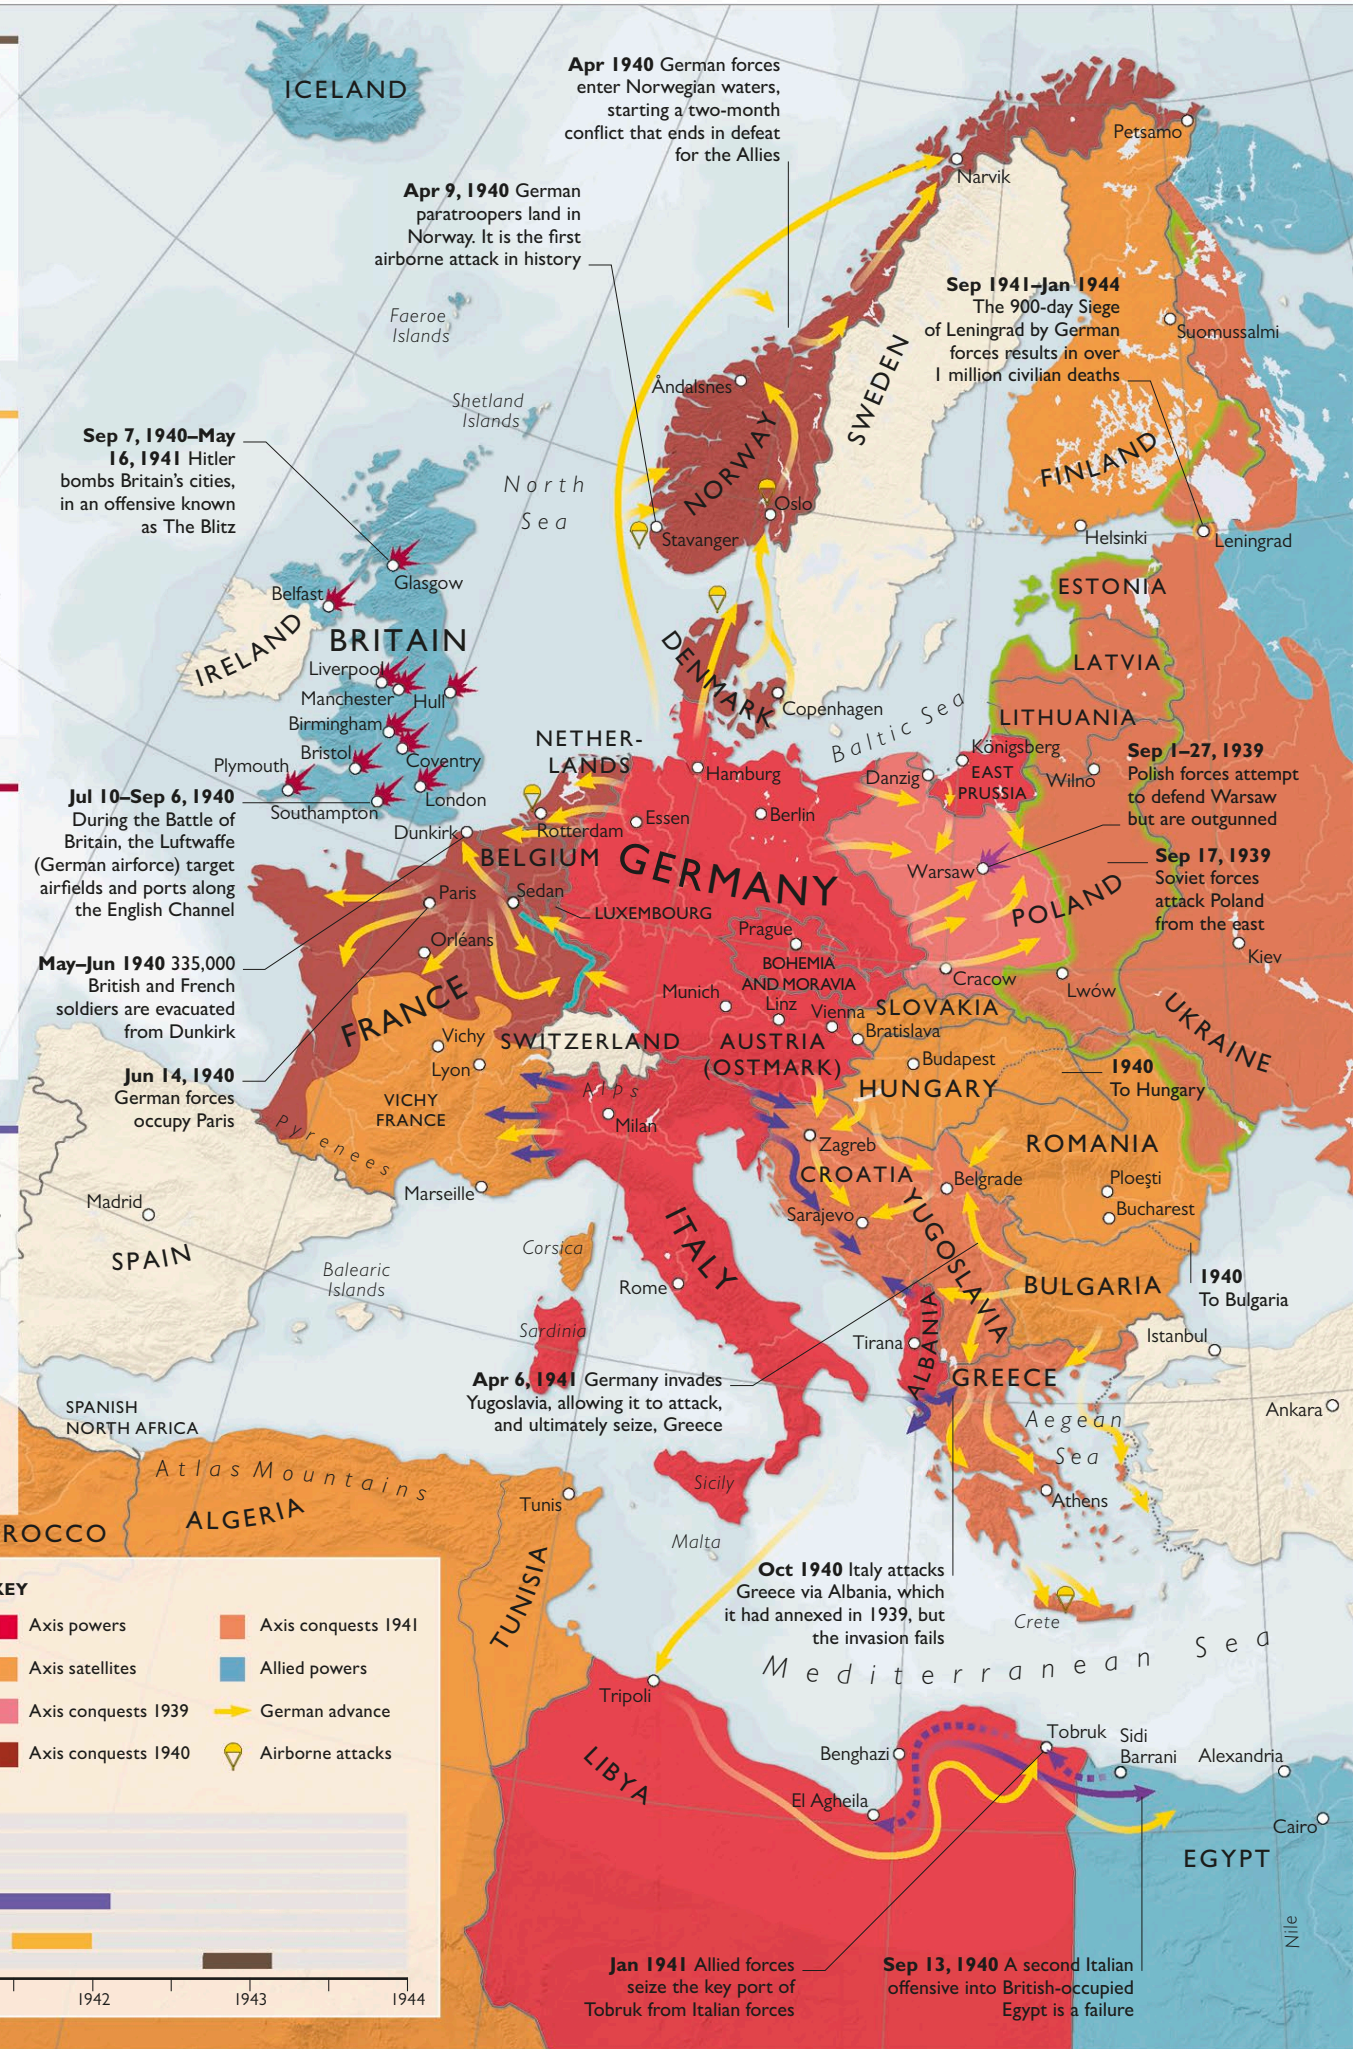 ICELAND
Apr 1940 German forces
enter Norwegian waters,
starting a two-month
conflict that ends in defeat
for the Allies
Petsamo
Narvik
Apr 9, 1940 German
paratroopers land in
Norway. It is the first
airborne attack in history
Faeroe
Islands
Sep 1941–Jan 1944
The 900-day Siege
of Leningrad by German
forces results in over
1 million civilian deaths
Suomussalmi
Åndalsnes
SWEDEN
Shetland
Islands
NORWAY
FINLAND
Sep 7, 1940–May
16, 1941 Hitler
bombs Britain's cities,
in an offensive known
as The Blitz
North
Sea
Oslo
Stavanger
Helsinki
Leningrad
Glasgow
Belfast
ESTONIA
IRELAND
BRITAIN
DENMARK
LATVIA
Liverpool
Manchester
Hull
Copenhagen
Baltic Sea
LITHUANIA
Birmingham
Bristol
Coventry
Plymouth
London
Southampton
NETHER-
LANDS
Hamburg
Königsberg
Danzig
EAST
PRUSSIA
Wilno
Sep 1–27, 1939
Polish forces attempt
to defend Warsaw
but are outgunned
Jul 10–Sep 6, 1940
During the Battle of
Britain, the Luftwaffe
(German airforce) target
airfields and ports along
the English Channel
Dunkirk
Rotterdam
Essen
Berlin
BELGIUM
GERMANY
Warsaw
POLAND
Sep 17, 1939
Soviet forces
attack Poland
from the east
Paris
Sedan
LUXEMBOURG
Prague
Orléans
BOHEMIA
AND MORAVIA
Cracow
Lwów
Kiev
May–Jun 1940 335,000
British and French
soldiers are evacuated
from Dunkirk
FRANCE
Munich
Linz
Vienna
SLOVAKIA
Bratislava
UKRAINE
Vichy
SWITZERLAND
AUSTRIA
(OSTMARK)
Budapest
HUNGARY
1940
To Hungary
Lyon
Jun 14, 1940
German forces
occupy Paris
VICHY
FRANCE
Alps
Milan
Pyrenees
Zagreb
ROMANIA
CROATIA
Belgrade
Ploeşti
Bucharest
Marseille
Madrid
SPAIN
Sarajevo
YUGOSLAVIA
Corsica
ITALY
Balearic
Islands
Rome
BULGARIA
1940
To Bulgaria
Sardinia
Tirana
ALBANIA
Istanbul
Apr 6, 1941 Germany invades
Yugoslavia, allowing it to attack,
and ultimately seize, Greece
GREECE
Ankara
SPANISH
NORTH AFRICA
Aegean
Sea
Atlas Mountains
Sicily
Athens
ROCCO
ALGERIA
Tunis
Malta
TUNISIA
Oct 1940 Italy attacks
Greece via Albania, which
it had annexed in 1939, but
the invasion fails
Crete
Mediterranean Sea
KEY
Axis powers
Axis satellites
Axis conquests 1939
Axis conquests 1940
Axis conquests 1941
Allied powers
German advance
Airborne attacks
Tripoli
LIBYA
Benghazi
El Agheila
Tobruk
Sidi
Barrani
Alexandria
Cairo
EGYPT
Nile
Jan 1941 Allied forces
seize the key port of
Tobruk from Italian forces
Sep 13, 1940 A second Italian
offensive into British-occupied
Egypt is a failure
1942
1943
1944